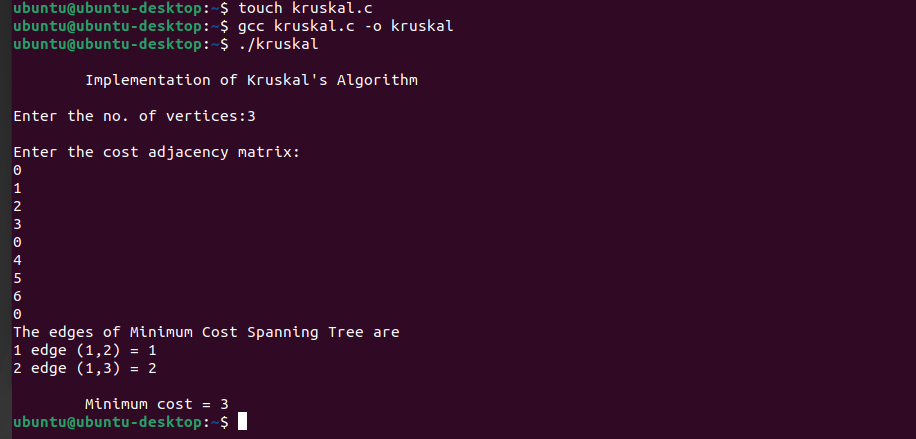 ubuntu@ubuntu-desktop:~$ touch kruskal.c
ubuntu@ubuntu-desktop:~$ gcc kruskal.c -o kruskal
ubuntu@ubuntu-desktop:~$ ./kruskal
Implementation of Kruskal's Algorithm
Enter the no. of vertices:3
Enter the cost adjacency matrix:
0
1
2
3
0
4
5
6
0
The edges of Minimum Cost Spanning Tree are
1 edge (1,2) = 1
2 edge (1,3) = 2
Minimum cost = 3
ubuntu@ubuntu-desktop:~$